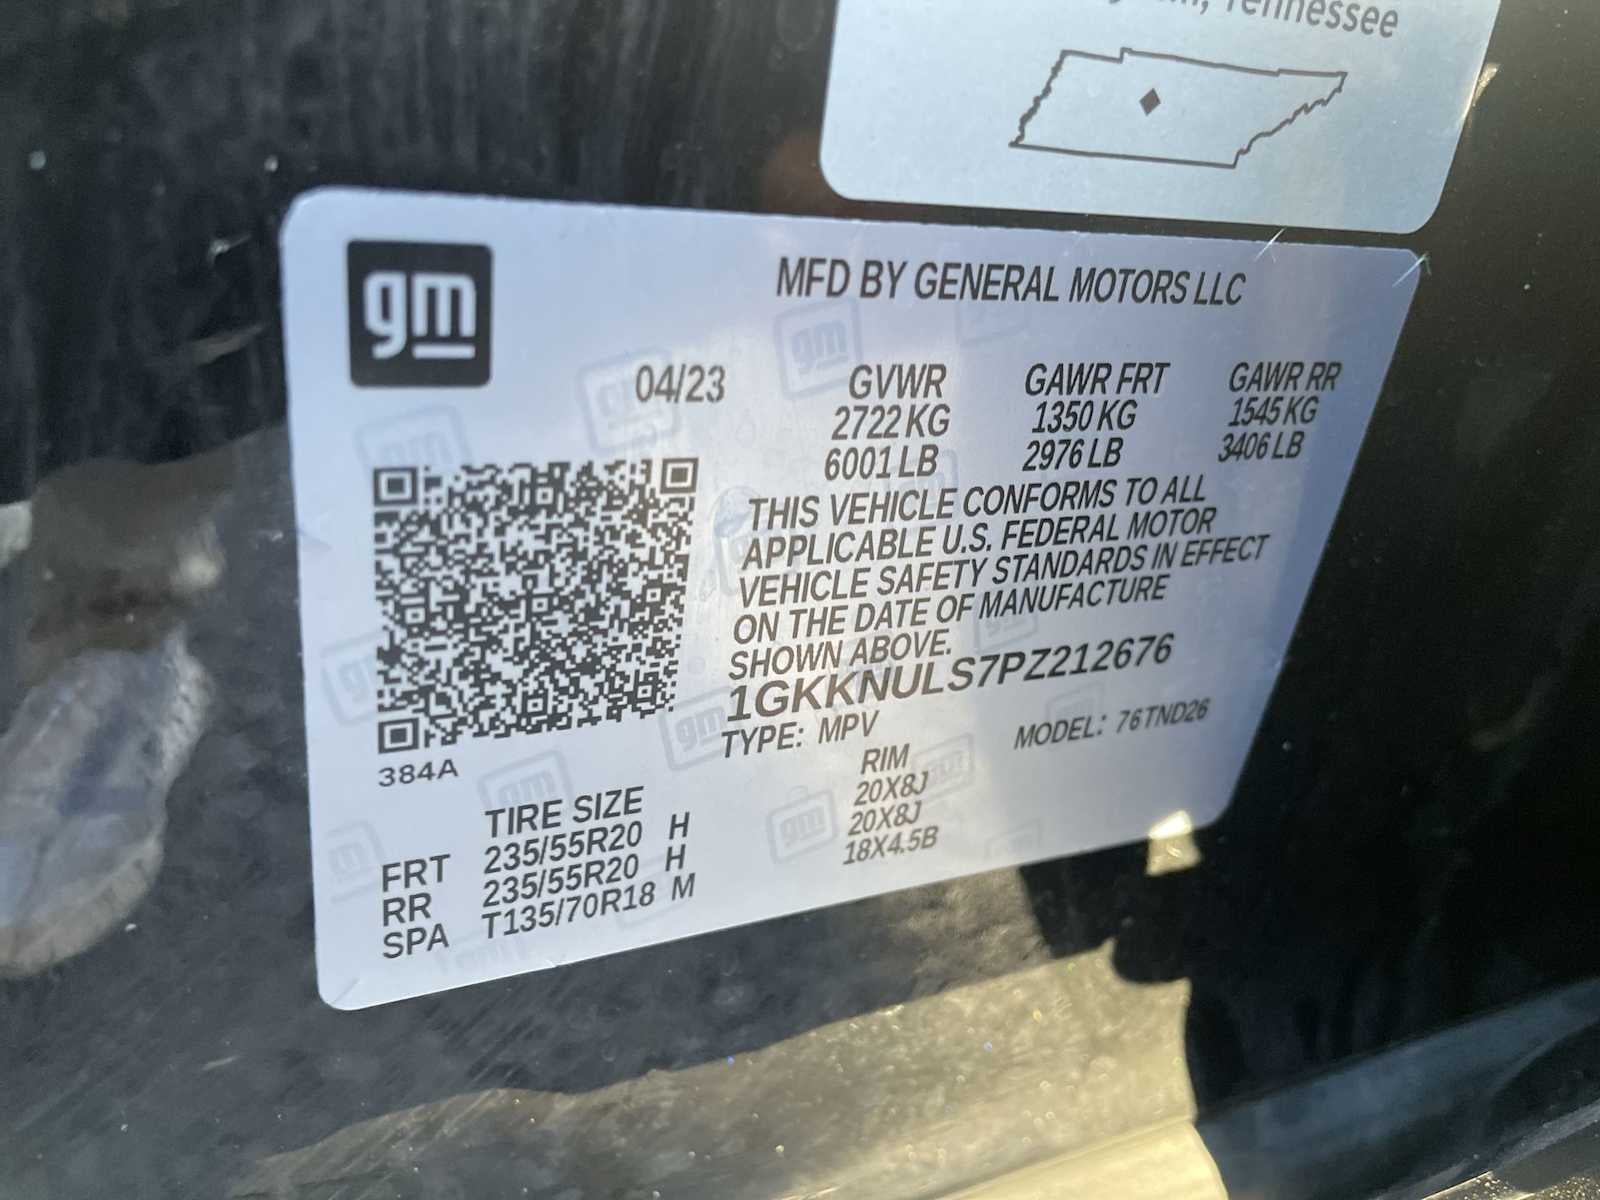 Tennessee
gm
MFD BY GENERAL MOTORS LLC
04/23 GVWR GAWR FRT GAWR RR
2722 KG 1350 KG 1545 KG
6001 LB 2976 LB 3406 LB
THIS VEHICLE CONFORMS TO ALL
APPLICABLE U.S. FEDERAL MOTOR
VEHICLE SAFETY STANDARDS IN EFFECT
ON THE DATE OF MANUFACTURE
SHOWN ABOVE.
1GKKNULS7PZ212676
TYPE: MPV MODEL: 76TND26
384A
TIRE SIZE RIM
FRT 235/55R20 H 20X8J
RR 235/55R20 H 20X8J
SPA T135/70R18 M 18X4.5B